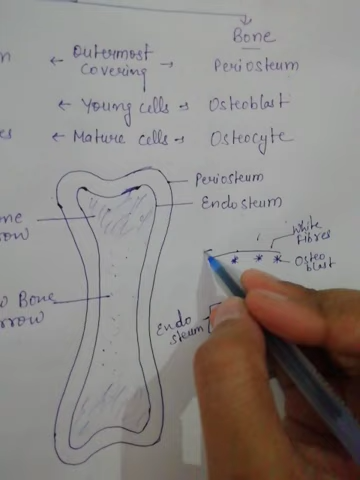 Bone
← Outermost Covering → Periosteum
← Young cells → Osteoblast
← Mature cells → Osteocyte
Periosteum
Endosteum
White
Fibres
Osteo
blast
Bone
Endo
steum